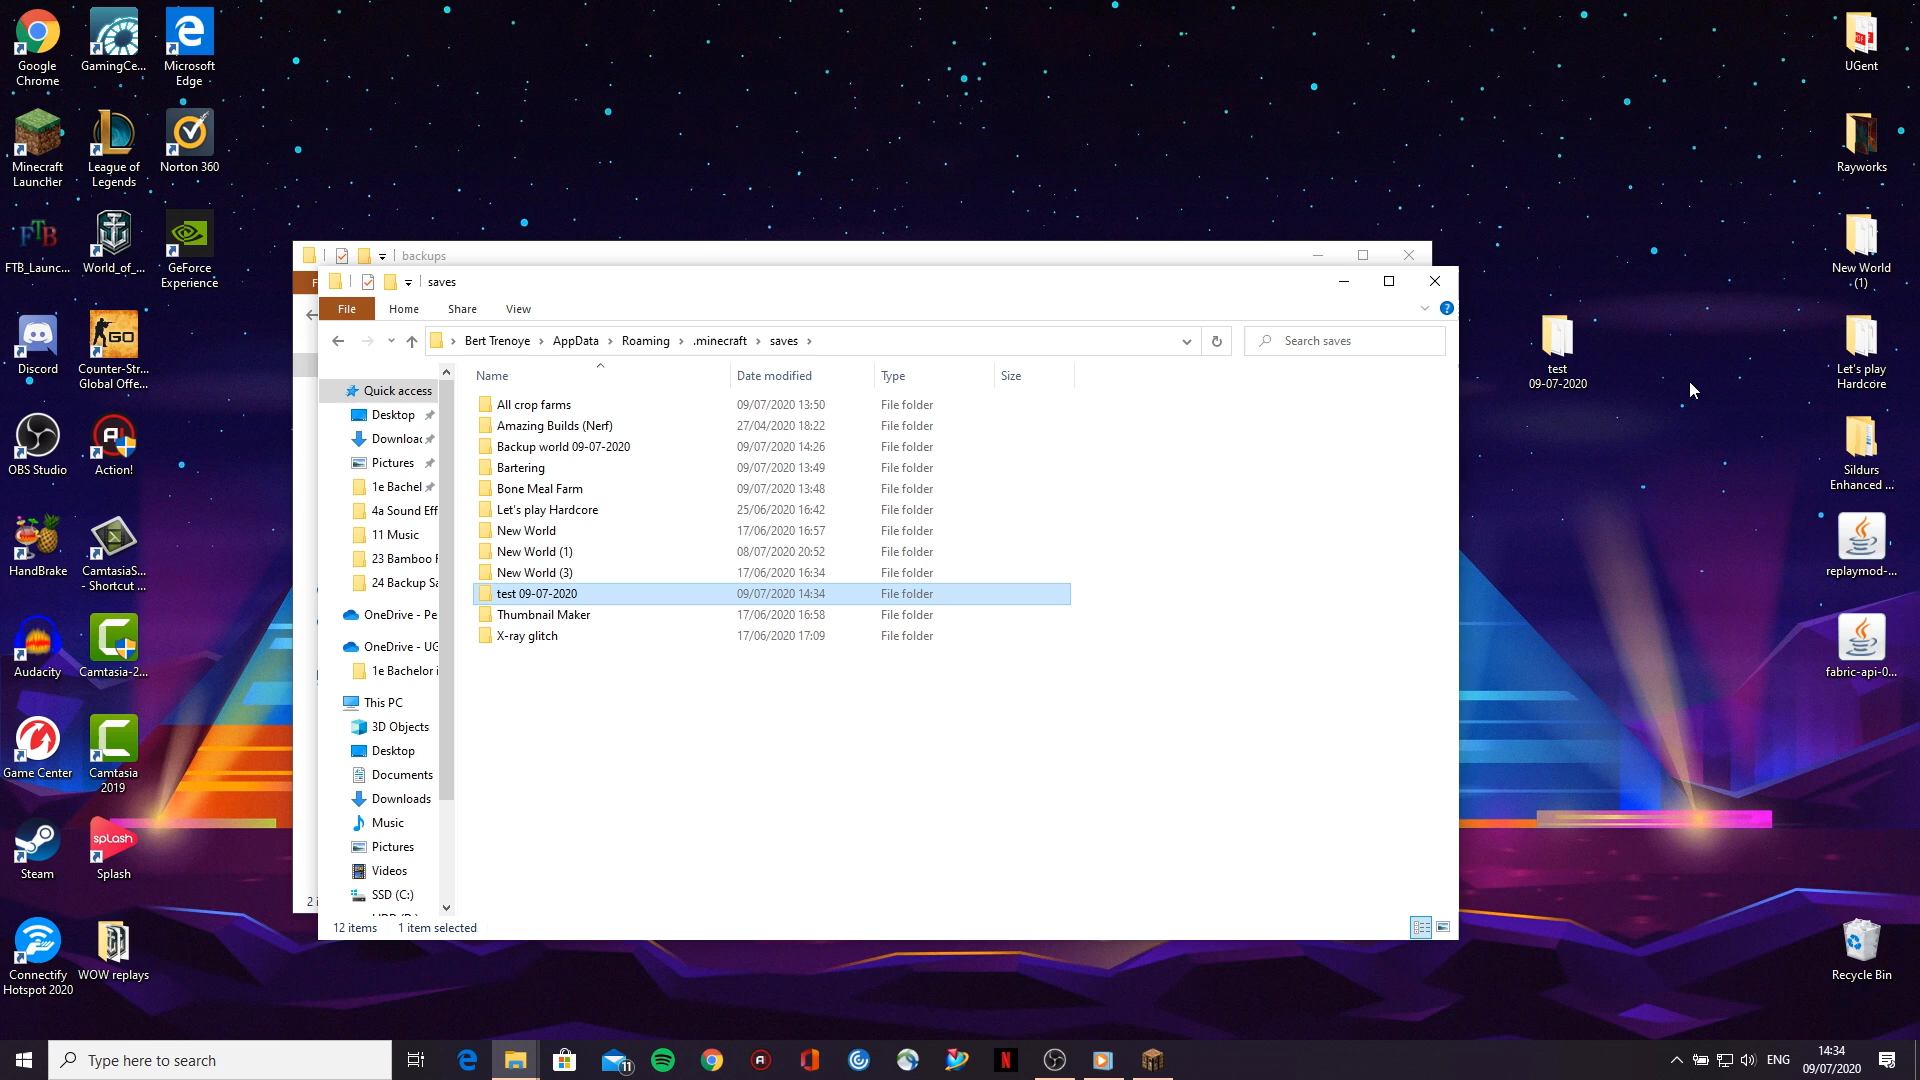 Google
Chrome
GamingCe...
Microsoft
Edge
Minecraft
Launcher
League of
Legends
Norton 360
FTB_Launc...
World_of_...
GeForce
Experience
Discord
Counter-Str...
Global Offe...
OBS Studio
Action!
HandBrake
CamtasiaS...
- Shortcut ...
Audacity
Camtasia-2...
Game Center
Camtasia
2019
Steam
splash
Splash
Connectify
Hotspot 2020
WOW replays
backups
saves
File
Home
Share
View
Bert Trenoye
AppData
Roaming
.minecraft
saves
Search saves
Quick access
Desktop
Downloac
Pictures
1e Bachel
4a Sound Eff
11 Music
23 Bamboo F
24 Backup Sa
OneDrive - Pe
OneDrive - UG
1e Bachelor i
This PC
3D Objects
Desktop
Documents
Downloads
Music
Pictures
Videos
SSD (C:)
Name Date modified Type Size
All crop farms 09/07/2020 13:50 File folder
Amazing Builds (Nerf) 27/04/2020 18:22 File folder
Backup world 09-07-2020 09/07/2020 14:26 File folder
Bartering 09/07/2020 13:49 File folder
Bone Meal Farm 09/07/2020 13:48 File folder
Let's play Hardcore 25/06/2020 16:42 File folder
New World 17/06/2020 16:57 File folder
New World (1) 08/07/2020 20:52 File folder
New World (3) 17/06/2020 16:34 File folder
test 09-07-2020 09/07/2020 14:34 File folder
Thumbnail Maker 17/06/2020 16:58 File folder
X-ray glitch 17/06/2020 17:09 File folder
12 items 1 item selected
test
09-07-2020
UGent
Rayworks
New World
(1)
Let's play
Hardcore
Sildurs
Enhanced ...
replaymod-...
fabric-api-0...
Recycle Bin
Type here to search
11
ENG
14:34
09/07/2020